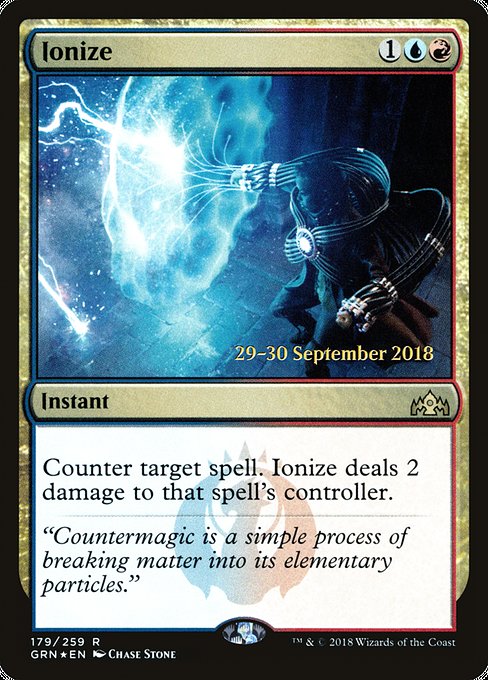 Ionize 1
29–30 September 2018
Instant
Counter target spell. Ionize deals 2
damage to that spell's controller.
“Countermagic is a simple process of
breaking matter into its elementary
particles.”
179/259 R
GRN★EN Chase Stone
™ & © 2018 Wizards of the Coast